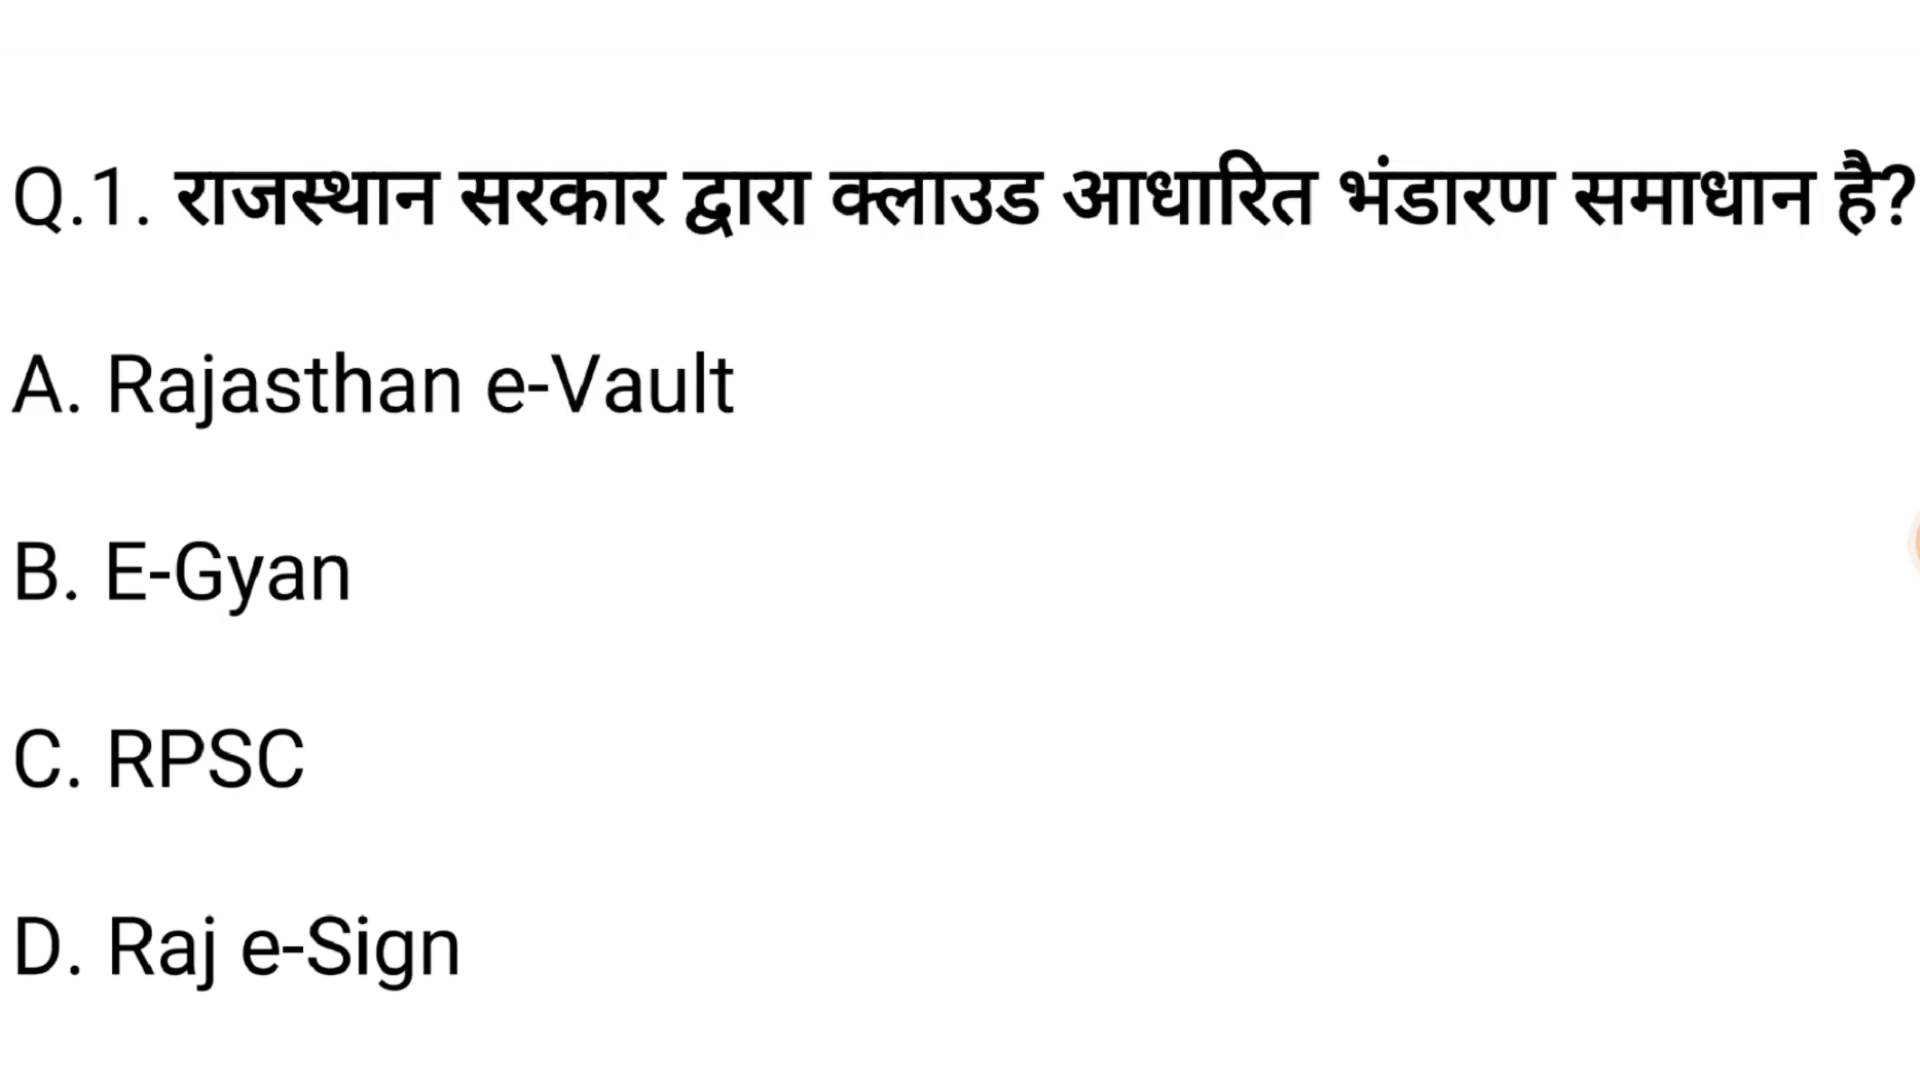 Q.1. राजस्थान सरकार द्वारा क्लाउड आधारित भंडारण समाधान है?
A. Rajasthan e-Vault
B. E-Gyan
C. RPSC
D. Raj e-Sign